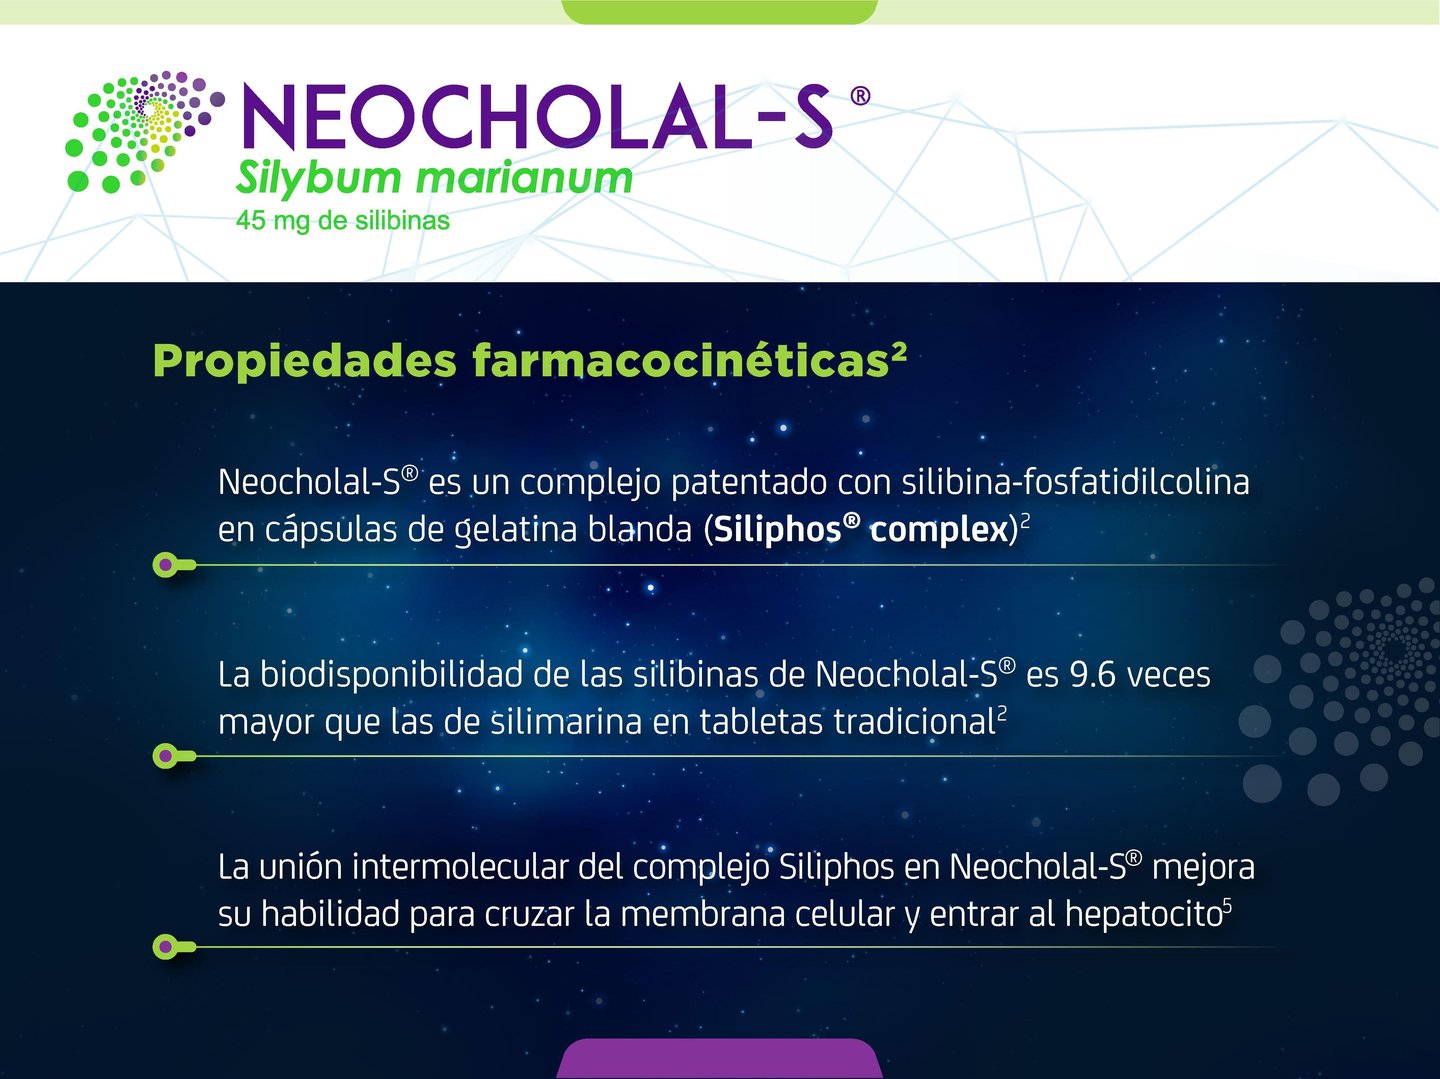 NEOCHOLAL-S ®
Silybum marianum
45 mg de silibinas
Propiedades farmacocinéticas²
Neocholal-S® es un complejo patentado con silibina-fosfatidilcolina
en cápsulas de gelatina blanda (Siliphos® complex)²
La biodisponibilidad de las silibinas de Neocholal-S® es 9.6 veces
mayor que las de silimarina en tabletas tradicional²
La unión intermolecular del complejo Siliphos en Neocholal-S® mejora
su habilidad para cruzar la membrana celular y entrar al hepatocito⁵